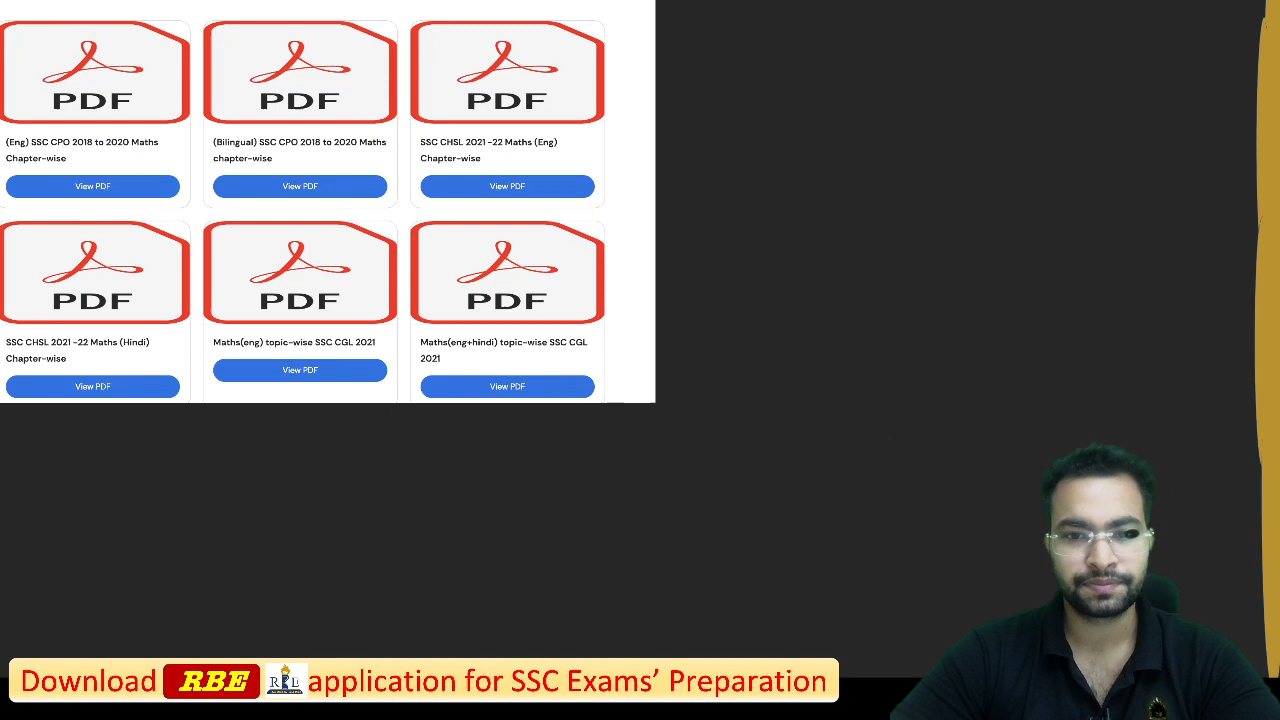 PDF
PDF
PDF
(Eng) SSC CPO 2018 to 2020 Maths
Chapter-wise
(Bilingual) SSC CPO 2018 to 2020 Maths
chapter-wise
SSC CHSL 2021 -22 Maths (Eng)
Chapter-wise
View PDF
View PDF
View PDF
PDF
PDF
PDF
SSC CHSL 2021 -22 Maths (Hindi)
Chapter-wise
Maths(eng) topic-wise SSC CGL 2021
Maths(eng+hindi) topic-wise SSC CGL
2021
View PDF
View PDF
View PDF
Download RBE RBE application for SSC Exams’ Preparation